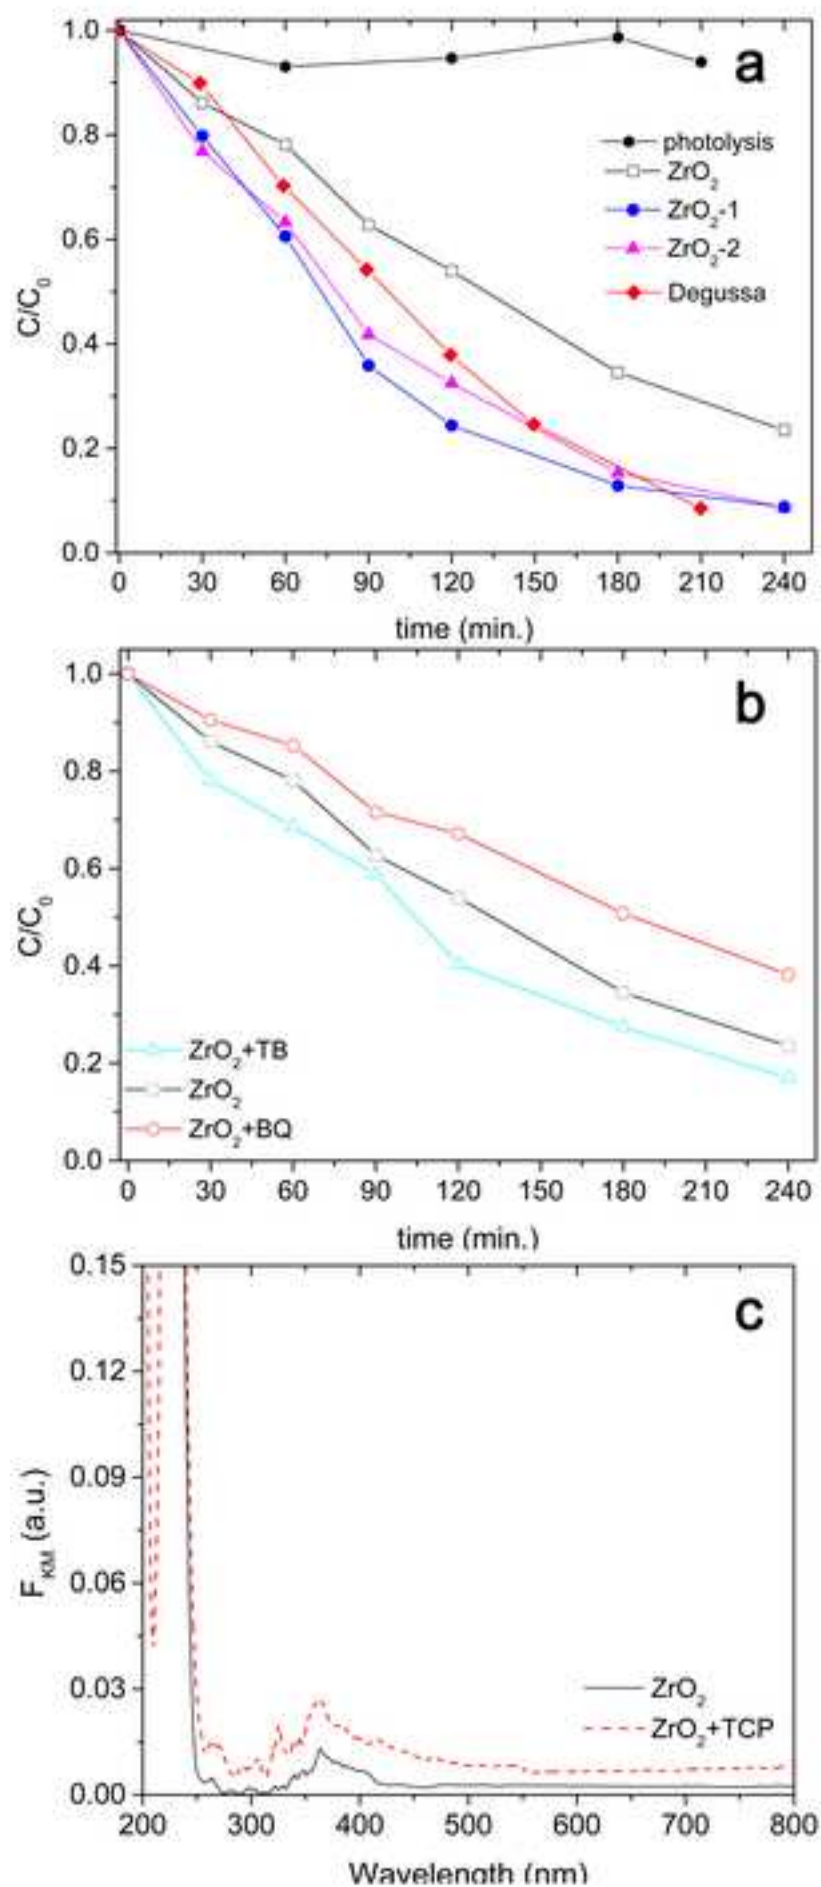 1.0
0.8
0.6
0.4
0.2
0.0
C/C₀
a
photolysis
ZrO₂
ZrO₂-1
ZrO₂-2
Degussa
0 30 60 90 120 150 180 210 240
time (min.)
1.0
0.8
0.6
0.4
0.2
0.0
C/C₀
b
ZrO₂+TB
ZrO₂
ZrO₂+BQ
0 30 60 90 120 150 180 210 240
time (min.)
0.15
0.12
0.09
0.06
0.03
0.00
F_KM (a.u.)
c
ZrO₂
ZrO₂+TCP
200 300 400 500 600 700 800
Wavelength (nm)